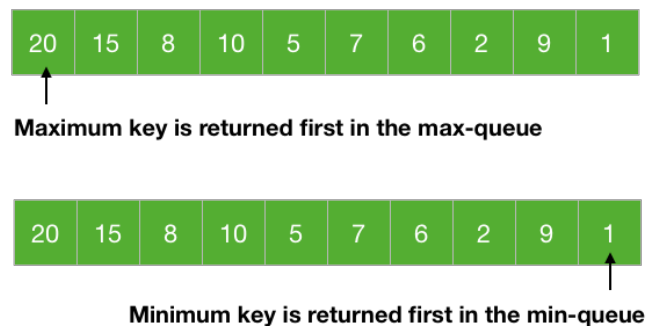 20 15 8 10 5 7 6 2 9 1
Maximum key is returned first in the max-queue
20 15 8 10 5 7 6 2 9 1
Minimum key is returned first in the min-queue